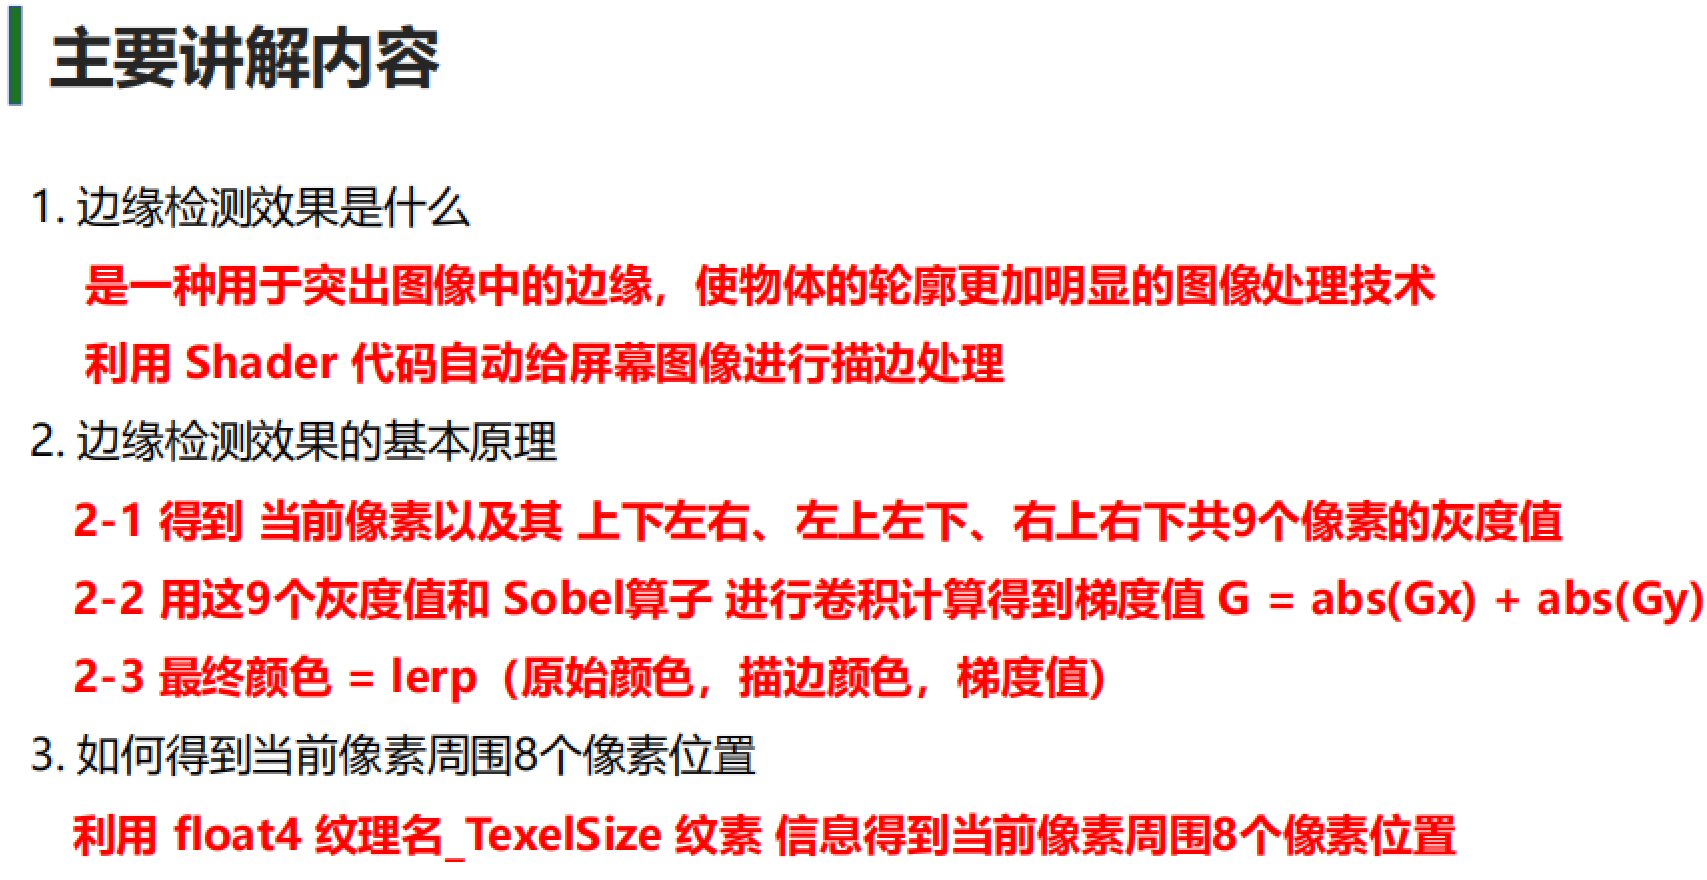 主要讲解内容
1. 边缘检测效果是什么
是一种用于突出图像中的边缘，使物体的轮廓更加明显的图像处理技术
利用 Shader 代码自动给屏幕图像进行描边处理
2. 边缘检测效果的基本原理
2-1 得到 当前像素以及其 上下左右、左上左下、右上右下共9个像素的灰度值
2-2 用这9个灰度值和 Sobel算子 进行卷积计算得到梯度值 G = abs(Gx) + abs(Gy)
2-3 最终颜色 = lerp（原始颜色，描边颜色，梯度值）
3. 如何得到当前像素周围8个像素位置
利用 float4 纹理名_TexelSize 纹素 信息得到当前像素周围8个像素位置